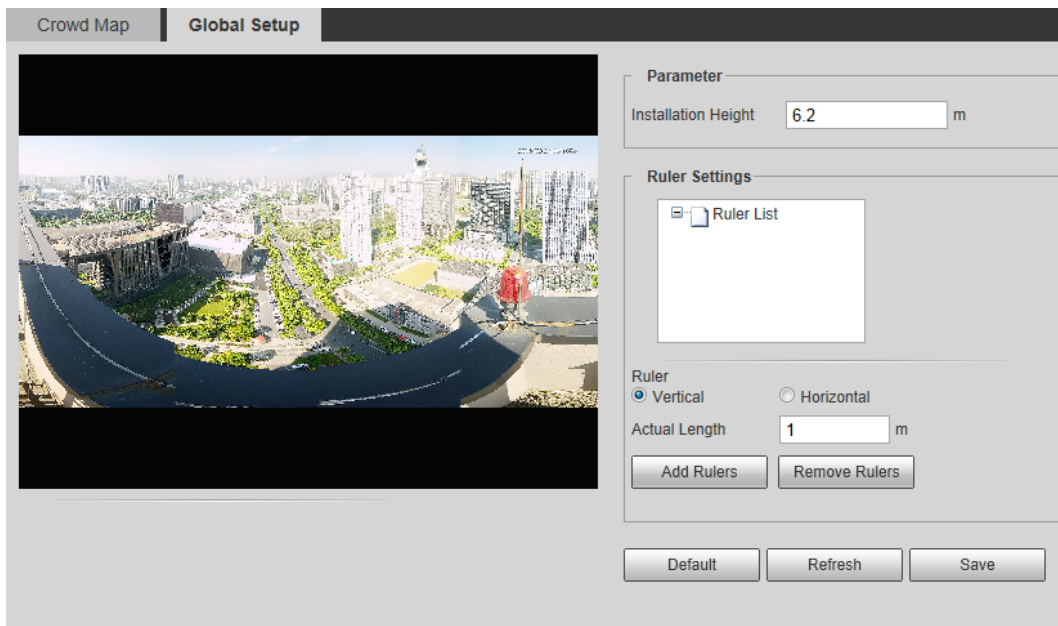 Crowd Map
Global Setup
Parameter
Installation Height 6.2 m
Ruler Settings
Ruler List
Ruler
Vertical Horizontal
Actual Length 1 m
Add Rulers Remove Rulers
Default Refresh Save